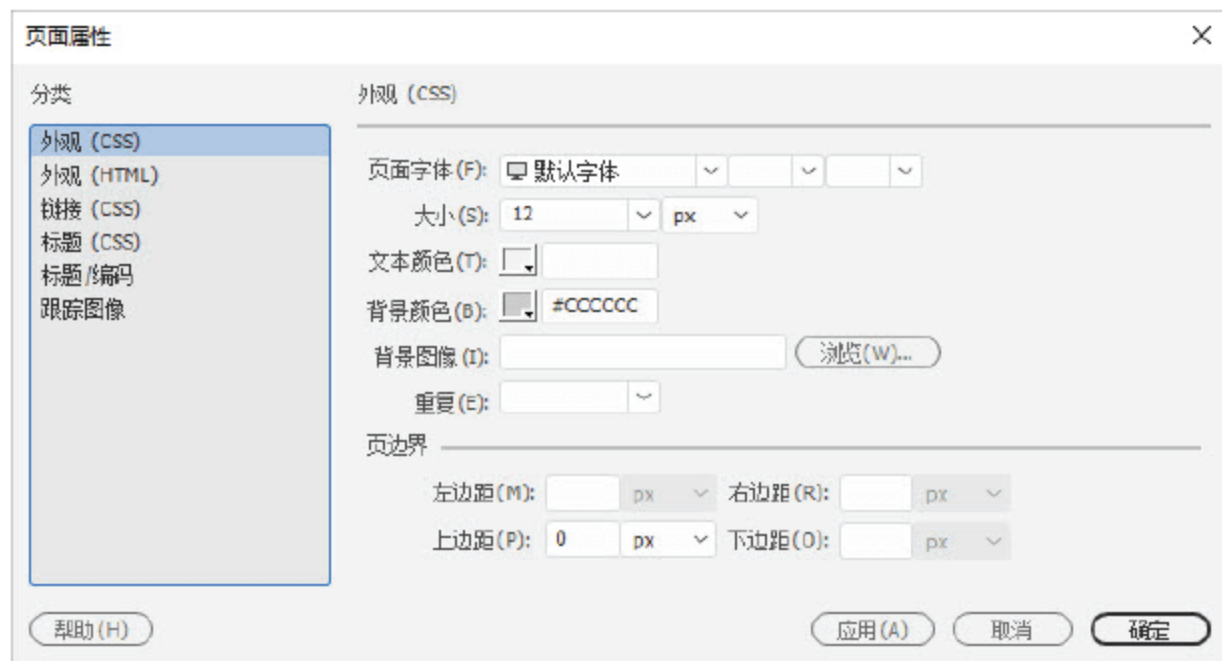 页面属性
分类
外观 (CSS)
外观 (HTML)
链接 (CSS)
标题 (CSS)
标题/编码
跟踪图像
外观 (CSS)
页面字体(F): 默认字体
大小(S): 12 px
文本颜色(T):
背景颜色(B): #CCCCCC
背景图像(I): 浏览(W)...
重复(E):
页边界
左边距(M): px 右边距(R): px
上边距(P): 0 px 下边距(O): px
帮助(H) 应用(A) 取消 确定